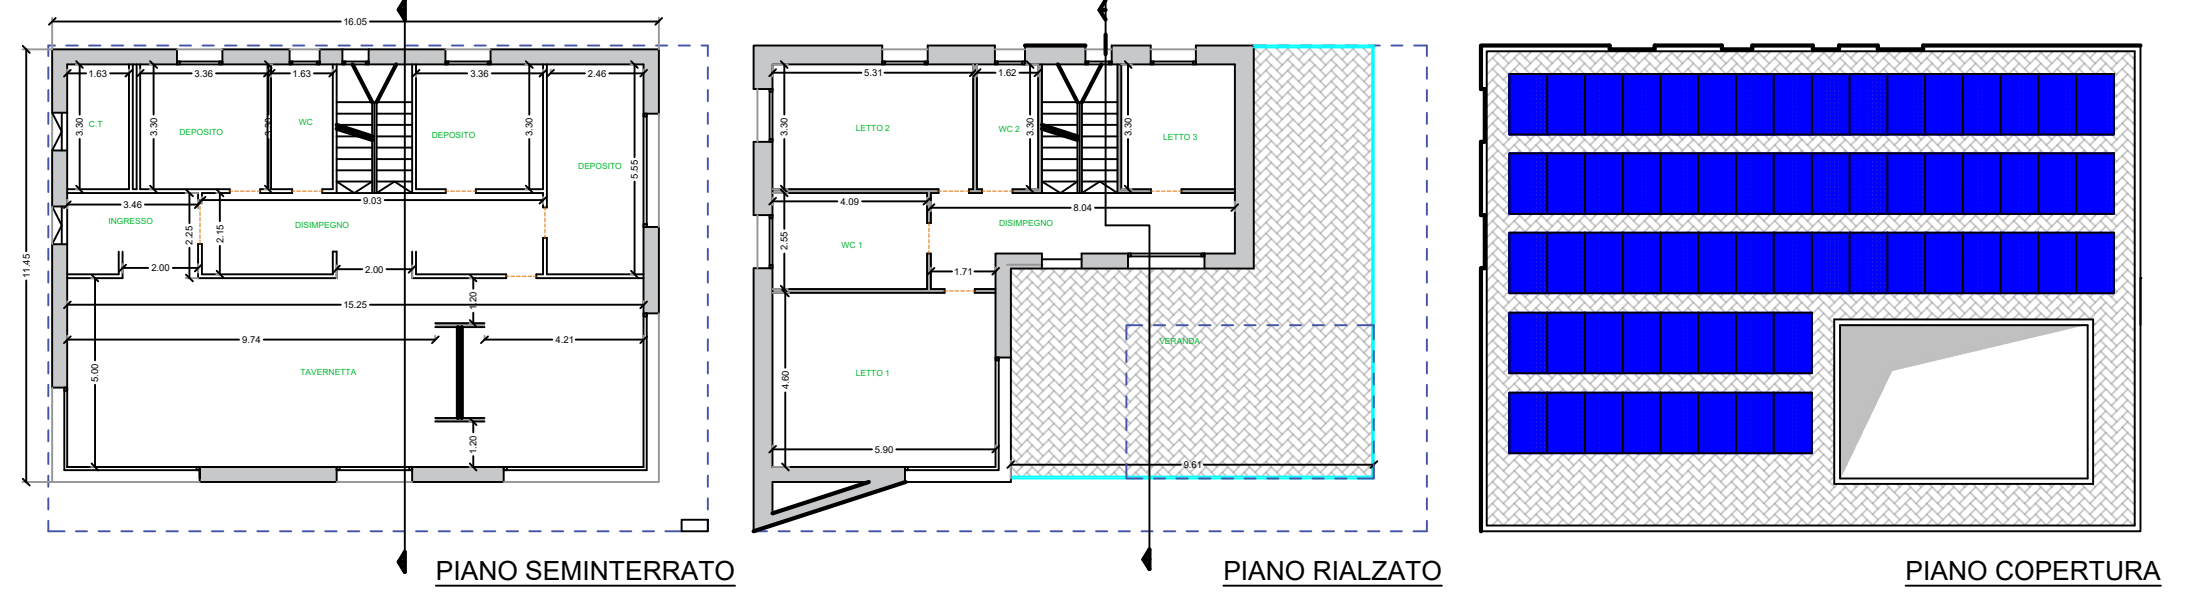 16.05
1.63
3.36
1.63
3.36
2.46
C.T
3.30
3.30
DEPOSITO
3.30
WC
DEPOSITO
3.30
DEPOSITO
5.55
3.46
9.03
INGRESSO
2.25
2.15
DISIMPEGNO
2.00
2.00
11.45
15.25
1.20
9.74
4.21
5.00
TAVERNETTA
1.20
PIANO SEMINTERRATO
5.31
1.62
3.30
LETTO 2
WC 2
3.30
3.30
LETTO 3
4.09
8.04
2.55
WC 1
DISIMPEGNO
1.71
VERANDA
4.60
LETTO 1
5.90
9.61
PIANO RIALZATO
PIANO COPERTURA